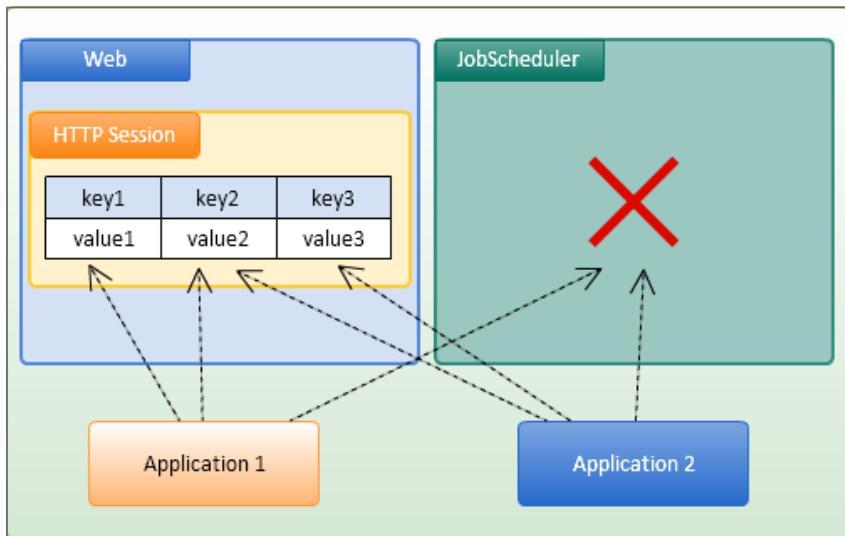 Web
JobScheduler
HTTP Session
key1 key2 key3
value1 value2 value3
Application 1
Application 2